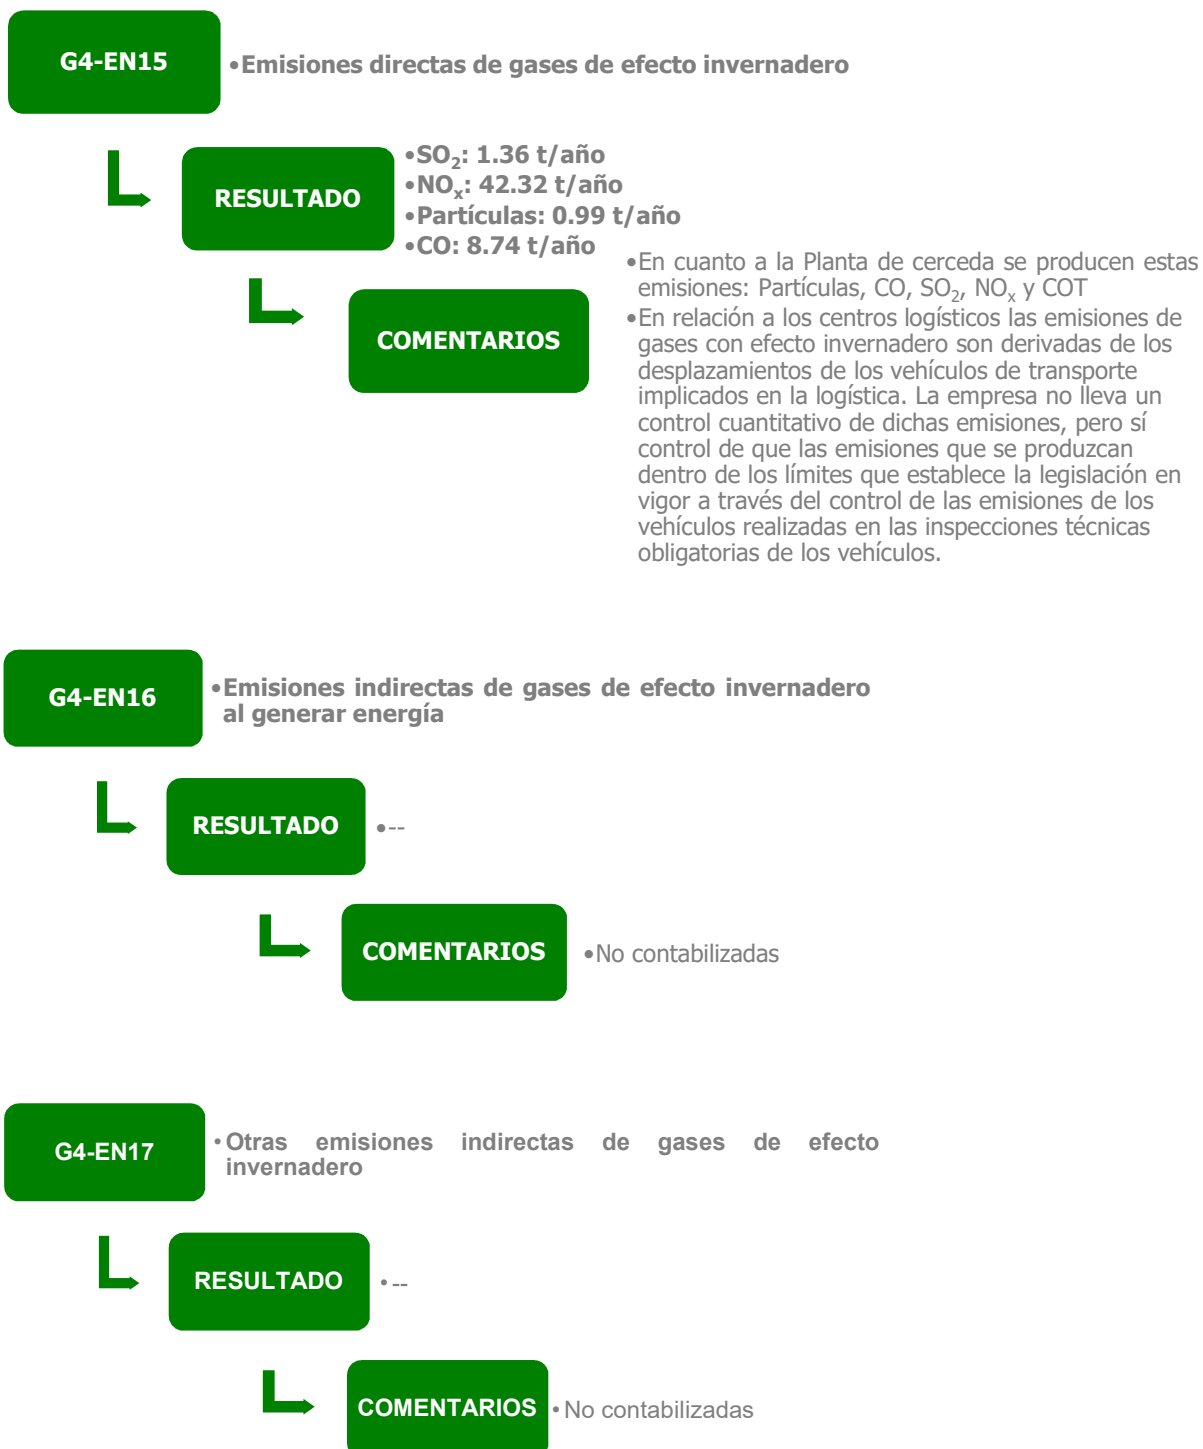 G4-EN15
•Emisiones directas de gases de efecto invernadero
RESULTADO
•SO2: 1.36 t/año
•NOx: 42.32 t/año
•Partículas: 0.99 t/año
•CO: 8.74 t/año
COMENTARIOS
•En cuanto a la Planta de cerceda se producen estas
emisiones: Partículas, CO, SO2, NOx y COT
•En relación a los centros logísticos las emisiones de
gases con efecto invernadero son derivadas de los
desplazamientos de los vehículos de transporte
implicados en la logística. La empresa no lleva un
control cuantitativo de dichas emisiones, pero sí
control de que las emisiones que se produzcan
dentro de los límites que establece la legislación en
vigor a través del control de las emisiones de los
vehículos realizadas en las inspecciones técnicas
obligatorias de los vehículos.
G4-EN16
•Emisiones indirectas de gases de efecto invernadero
al generar energía
RESULTADO
•--
COMENTARIOS
•No contabilizadas
G4-EN17
•Otras emisiones indirectas de gases de efecto
invernadero
RESULTADO
•--
COMENTARIOS
•No contabilizadas